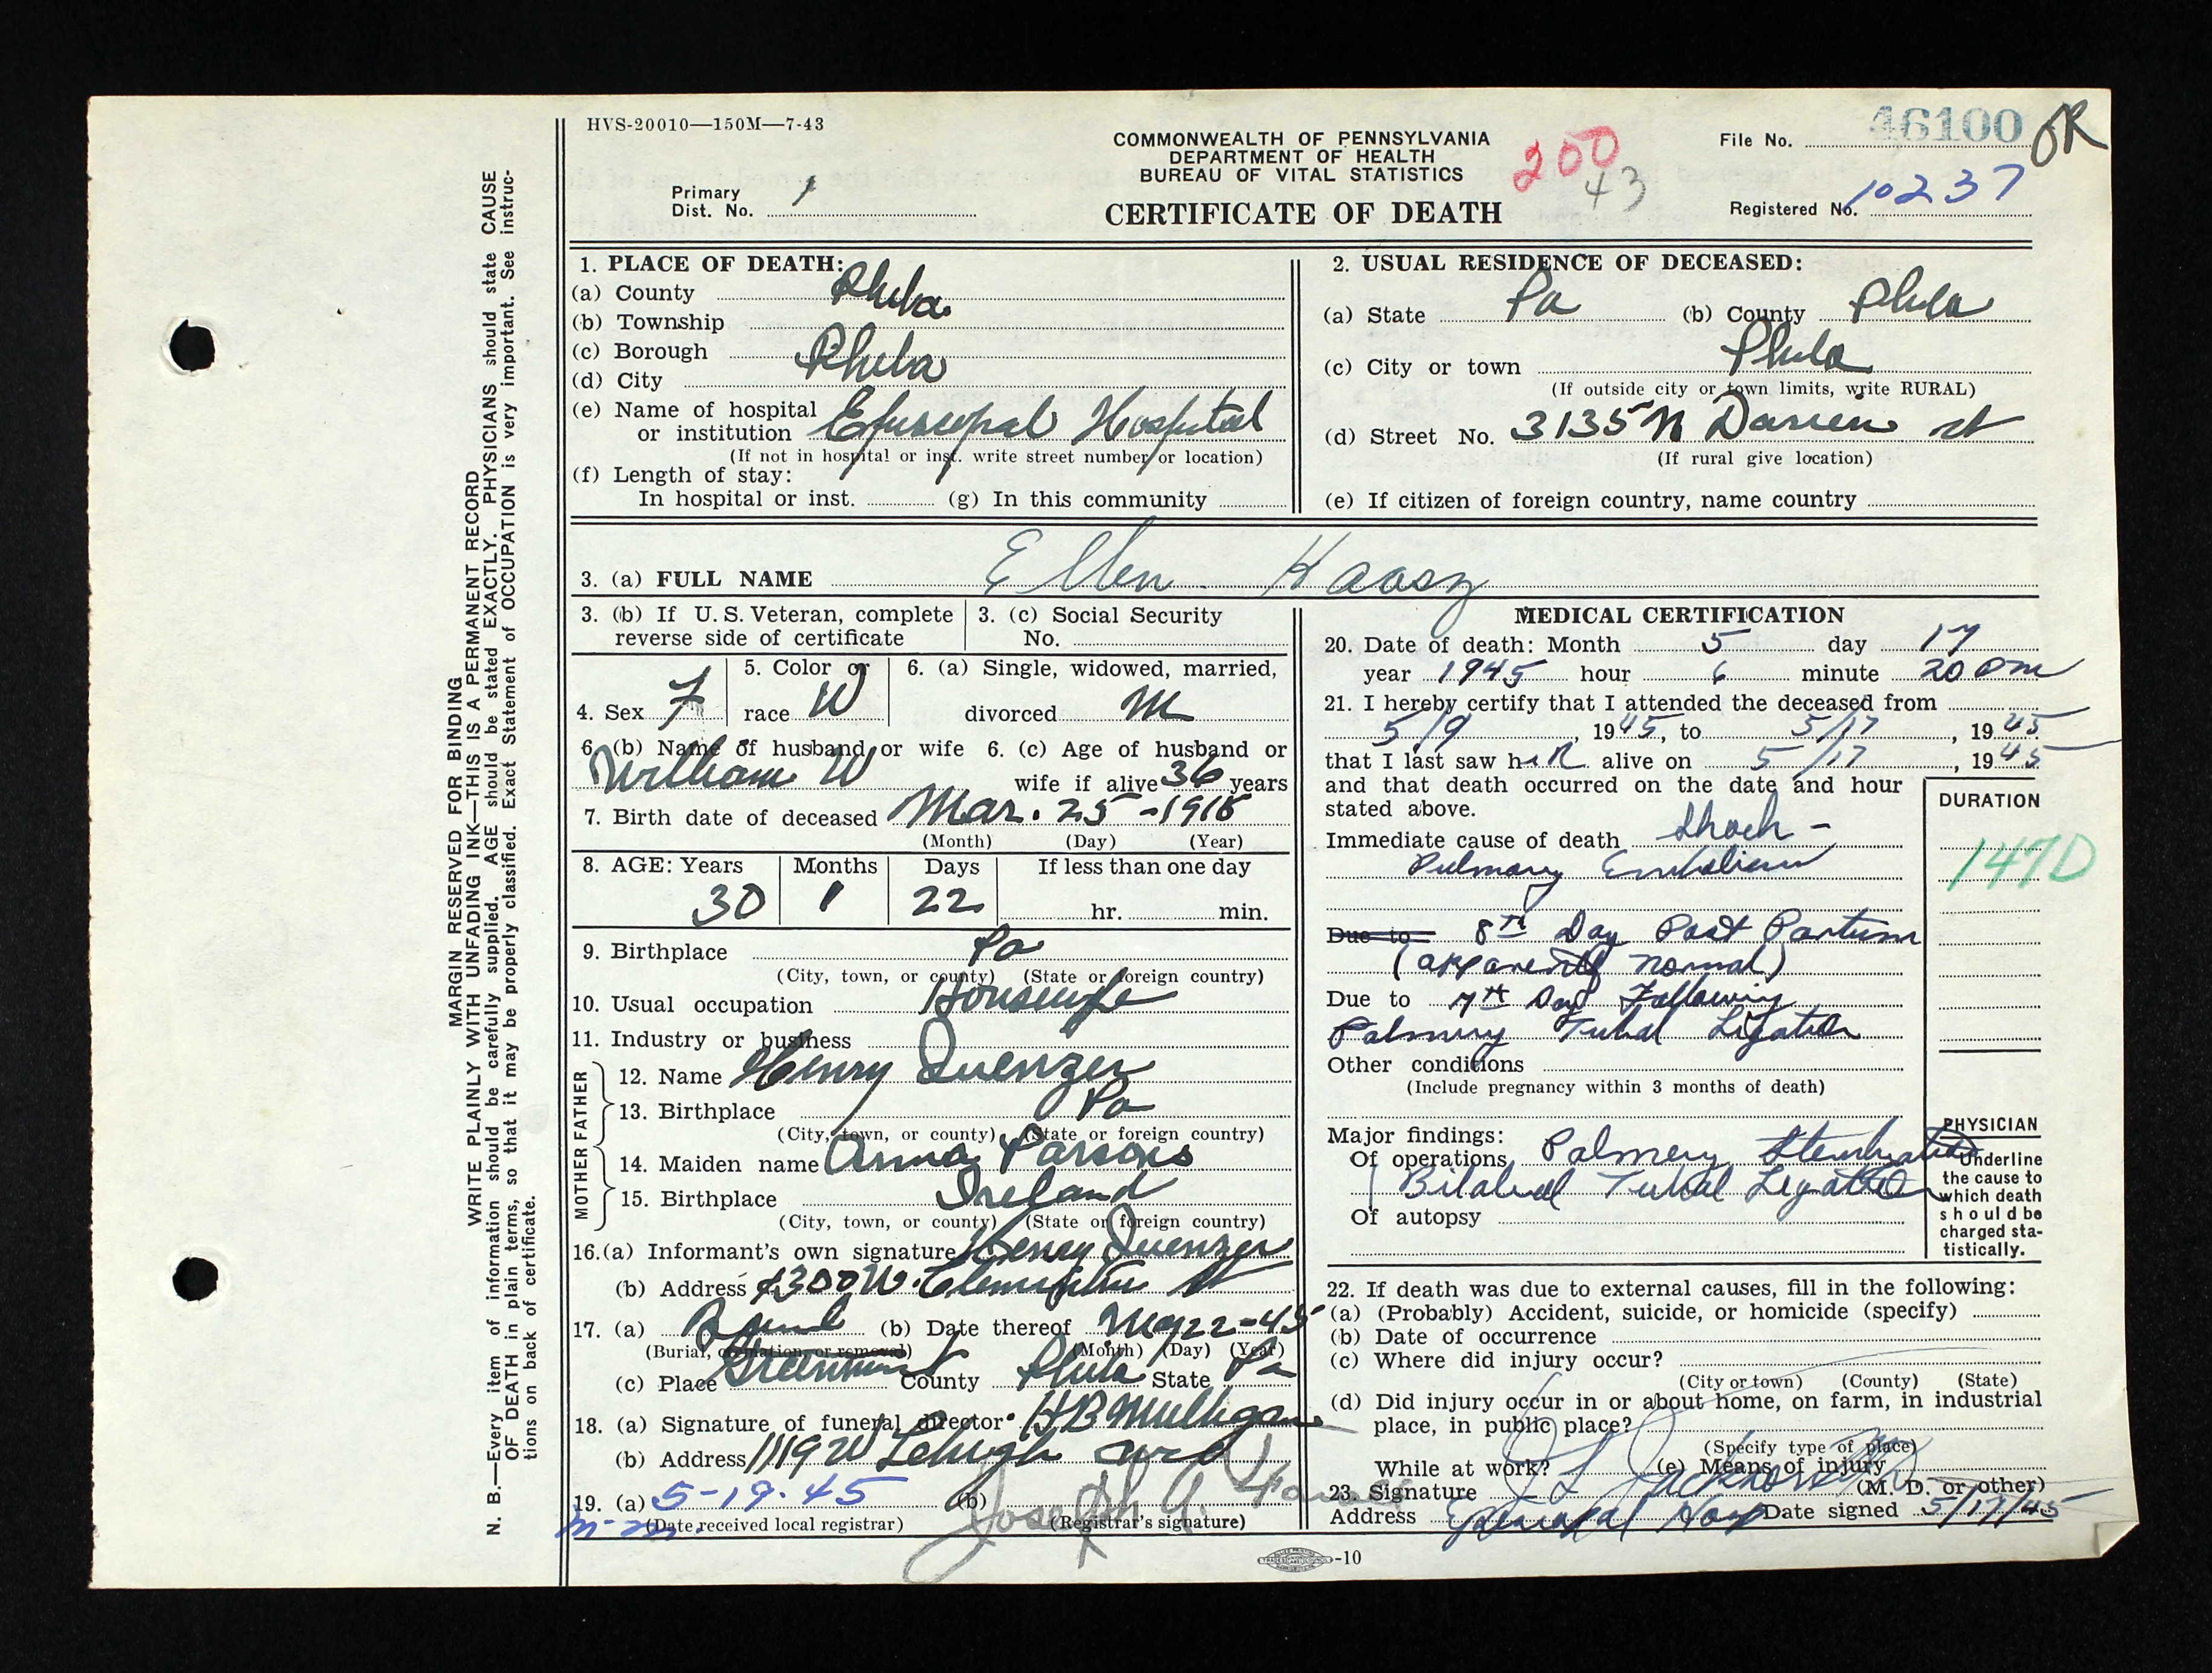 HVS-20010—150M—7-43
COMMONWEALTH OF PENNSYLVANIA
DEPARTMENT OF HEALTH
BUREAU OF VITAL STATISTICS
CERTIFICATE OF DEATH
200
43
File No. 46100 OK
Registered No. 10237
Primary
Dist. No. 1
MARGIN RESERVED FOR BINDING
WRITE PLAINLY WITH UNFADING INK—THIS IS A PERMANENT RECORD
N. B.—Every item of information should be carefully supplied. AGE should be stated EXACTLY. PHYSICIANS should state CAUSE
OF DEATH in plain terms, so that it may be properly classified. Exact Statement of OCCUPATION is very important. See instruc-
tions on back of certificate.
1. PLACE OF DEATH:
(a) County Phila.
(b) Township
(c) Borough
(d) City Phila
(e) Name of hospital
or institution Episcopal Hospital
(If not in hospital or inst. write street number or location)
(f) Length of stay:
In hospital or inst. (g) In this community
2. USUAL RESIDENCE OF DECEASED:
(a) State Pa (b) County Phila
(c) City or town Phila
(If outside city or town limits, write RURAL)
(d) Street No. 3135 N Darien st
(If rural give location)
(e) If citizen of foreign country, name country
3. (a) FULL NAME Ellen Haasz
3. (b) If U. S. Veteran, complete
reverse side of certificate
3. (c) Social Security
No.
4. Sex F
5. Color or
race W
6. (a) Single, widowed, married,
divorced M
6. (b) Name of husband or wife William W
6. (c) Age of husband or
wife if alive 36 years
7. Birth date of deceased Mar. 25 - 1915
(Month) (Day) (Year)
8. AGE: Years Months Days If less than one day
30 1 22 hr. min.
9. Birthplace Pa
(City, town, or county) (State or foreign country)
10. Usual occupation Housewife
11. Industry or business
FATHER
12. Name Henry Quenzer
13. Birthplace Pa
(City, town, or county) (State or foreign country)
MOTHER
14. Maiden name Anna Parsons
15. Birthplace Ireland
(City, town, or county) (State or foreign country)
16. (a) Informant's own signature Henry Quenzer
(b) Address 1300 W. Clementine St
17. (a) Burial (b) Date thereof May 22-45
(Burial, cremation, or removal) (Month) (Day) (Year)
(c) Place Greenmount County Phila State Pa
18. (a) Signature of funeral director HB Mulligan
(b) Address 1119 W Lehigh ave
19. (a) 5-19-45 (b) Joseph
(Date received local registrar) (Registrar's signature)
MEDICAL CERTIFICATION
20. Date of death: Month 5 day 17
year 1945 hour 6 minute 20 am
21. I hereby certify that I attended the deceased from
5/9, 1945, to 5/17, 1945
that I last saw her alive on 5/17, 1945
and that death occurred on the date and hour
stated above.
DURATION
Immediate cause of death Shock -
Pulmonary Embolism
147D
Due to 8th Day Post Partum
(apparently normal)
Due to 7th Day Following
Palmery Tubal Ligation
Other conditions
(Include pregnancy within 3 months of death)
Major findings:
Of operations Palmery Sterilization
Bilateral Tubal Ligation
Of autopsy
PHYSICIAN
Underline
the cause to
which death
should be
charged sta-
tistically.
22. If death was due to external causes, fill in the following:
(a) (Probably) Accident, suicide, or homicide (specify)
(b) Date of occurrence
(c) Where did injury occur?
(City or town) (County) (State)
(d) Did injury occur in or about home, on farm, in industrial
place, in public place?
(Specify type of place)
While at work? (e) Means of injury
23. Signature (M. D. or other)
Address Episcopal Hosp Date signed 5/17/45
-10